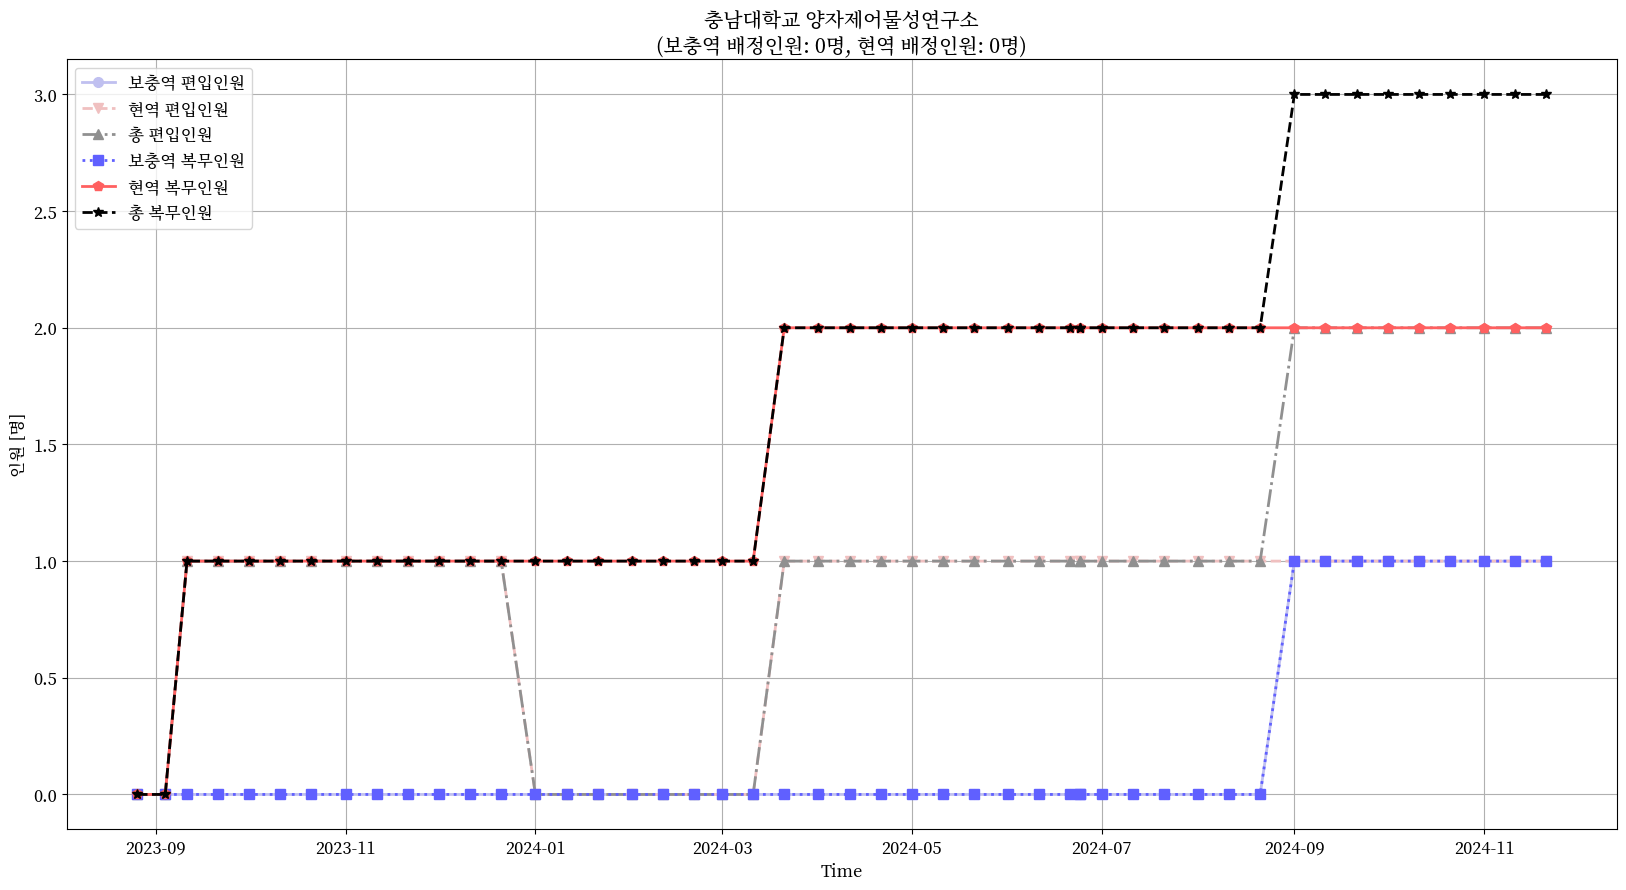 충남대학교 양자제어물성연구소
(보충역 배정인원: 0명, 현역 배정인원: 0명)
보충역 편입인원
현역 편입인원
총 편입인원
보충역 복무인원
현역 복무인원
총 복무인원
3.0
2.5
2.0
1.5
1.0
0.5
0.0
인원 [명]
2023-09
2023-11
2024-01
2024-03
2024-05
2024-07
2024-09
2024-11
Time